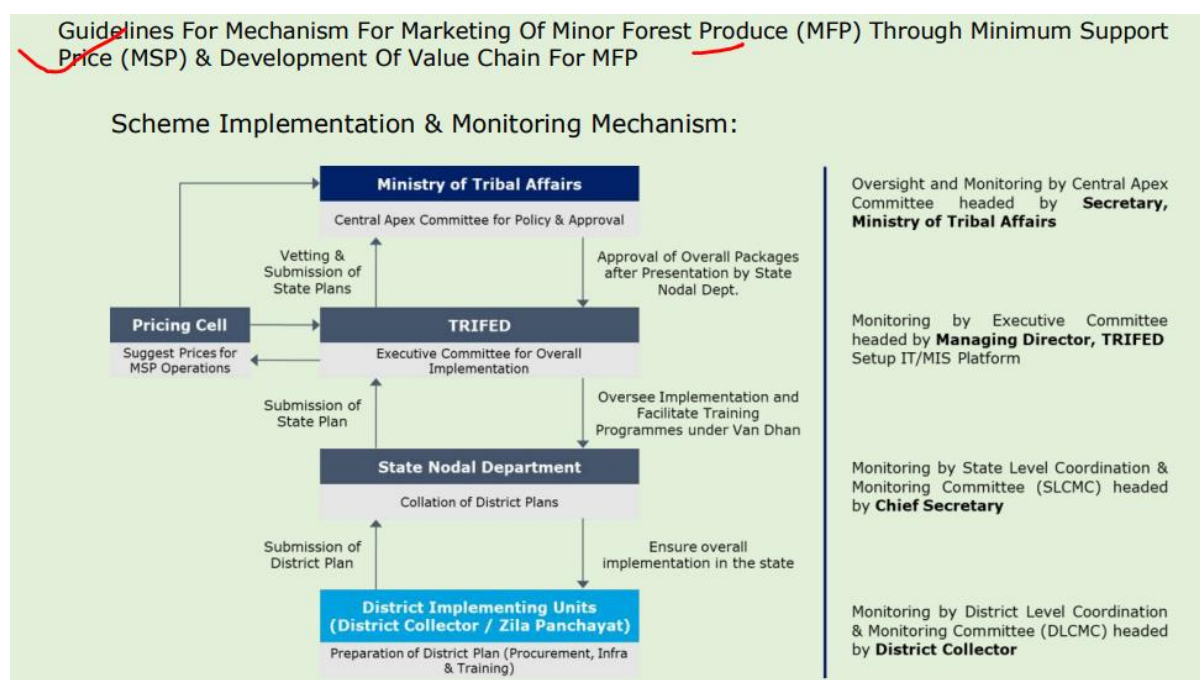 Guidelines For Mechanism For Marketing Of Minor Forest Produce (MFP) Through Minimum Support
Price (MSP) & Development Of Value Chain For MFP
Scheme Implementation & Monitoring Mechanism:
Ministry of Tribal Affairs
Central Apex Committee for Policy & Approval
Oversight and Monitoring by Central Apex
Committee headed by Secretary,
Ministry of Tribal Affairs
Vetting &
Submission of
State Plans
Approval of Overall Packages
after Presentation by State
Nodal Dept.
Pricing Cell
Suggest Prices for
MSP Operations
TRIFED
Executive Committee for Overall
Implementation
Monitoring by Executive Committee
headed by Managing Director, TRIFED
Setup IT/MIS Platform
Submission of
State Plan
Oversee Implementation and
Facilitate Training
Programmes under Van Dhan
State Nodal Department
Collation of District Plans
Monitoring by State Level Coordination &
Monitoring Committee (SLCMC) headed
by Chief Secretary
Submission of
District Plan
Ensure overall
implementation in the state
District Implementing Units
(District Collector / Zila Panchayat)
Preparation of District Plan (Procurement, Infra
& Training)
Monitoring by District Level Coordination
& Monitoring Committee (DLCMC) headed
by District Collector